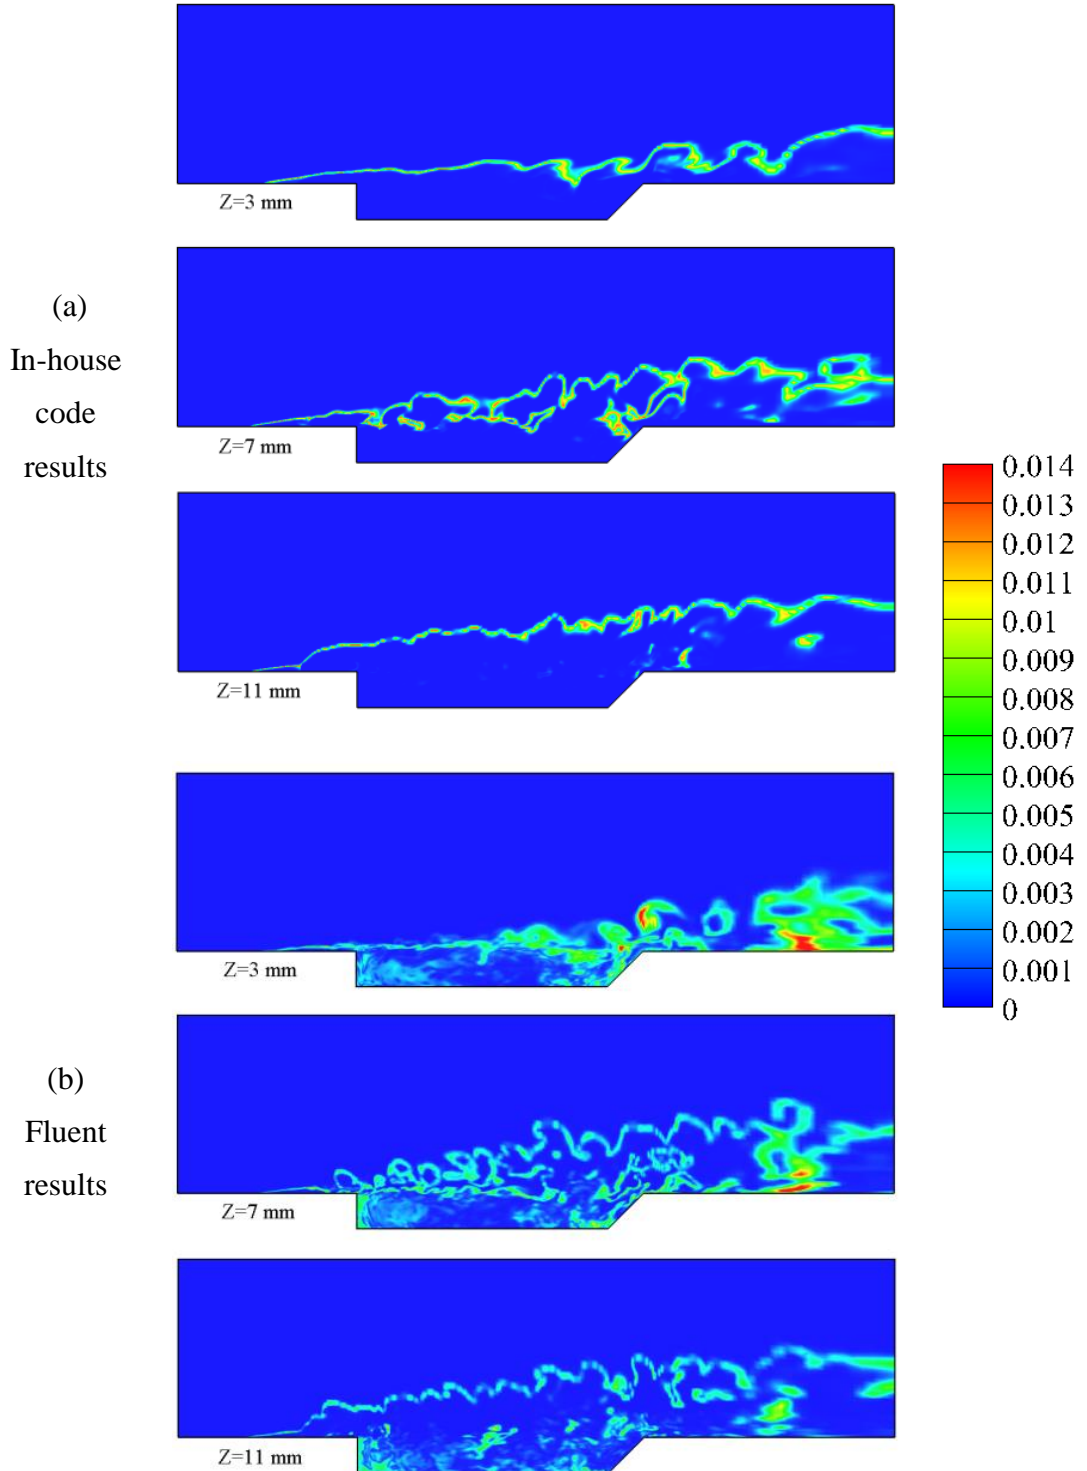 Z=3 mm
(a)
In-house
code
results
Z=7 mm
Z=11 mm
0.014
0.013
0.012
0.011
0.01
0.009
0.008
0.007
0.006
0.005
0.004
0.003
0.002
0.001
0
Z=3 mm
(b)
Fluent
results
Z=7 mm
Z=11 mm